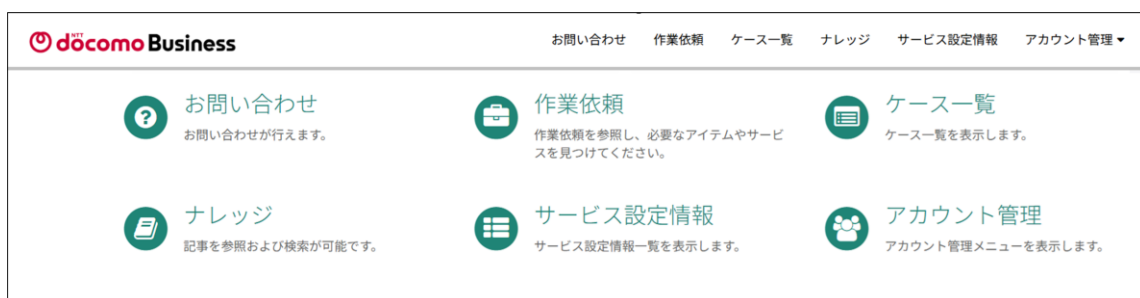 NTT
döcomo Business
お問い合わせ 作業依頼 ケース一覧 ナレッジ サービス設定情報 アカウント管理
お問い合わせ
お問い合わせが行えます。
作業依頼
作業依頼を参照し、必要なアイテムやサービ
スを見つけてください。
ケース一覧
ケース一覧を表示します。
ナレッジ
記事を参照および検索が可能です。
サービス設定情報
サービス設定情報一覧を表示します。
アカウント管理
アカウント管理メニューを表示します。